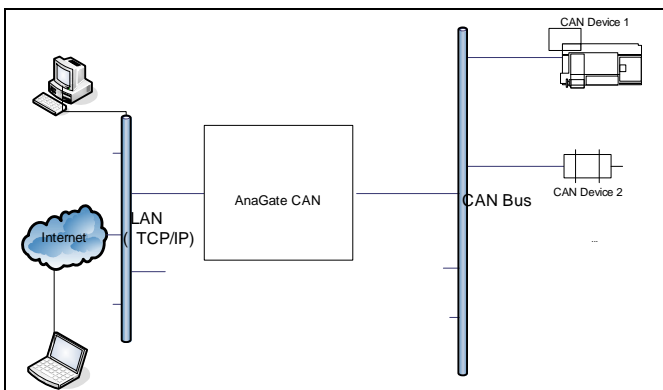 CAN Device 1
AnaGate CAN
LAN
( TCP/IP)
CAN Bus
CAN Device 2
Internet
...